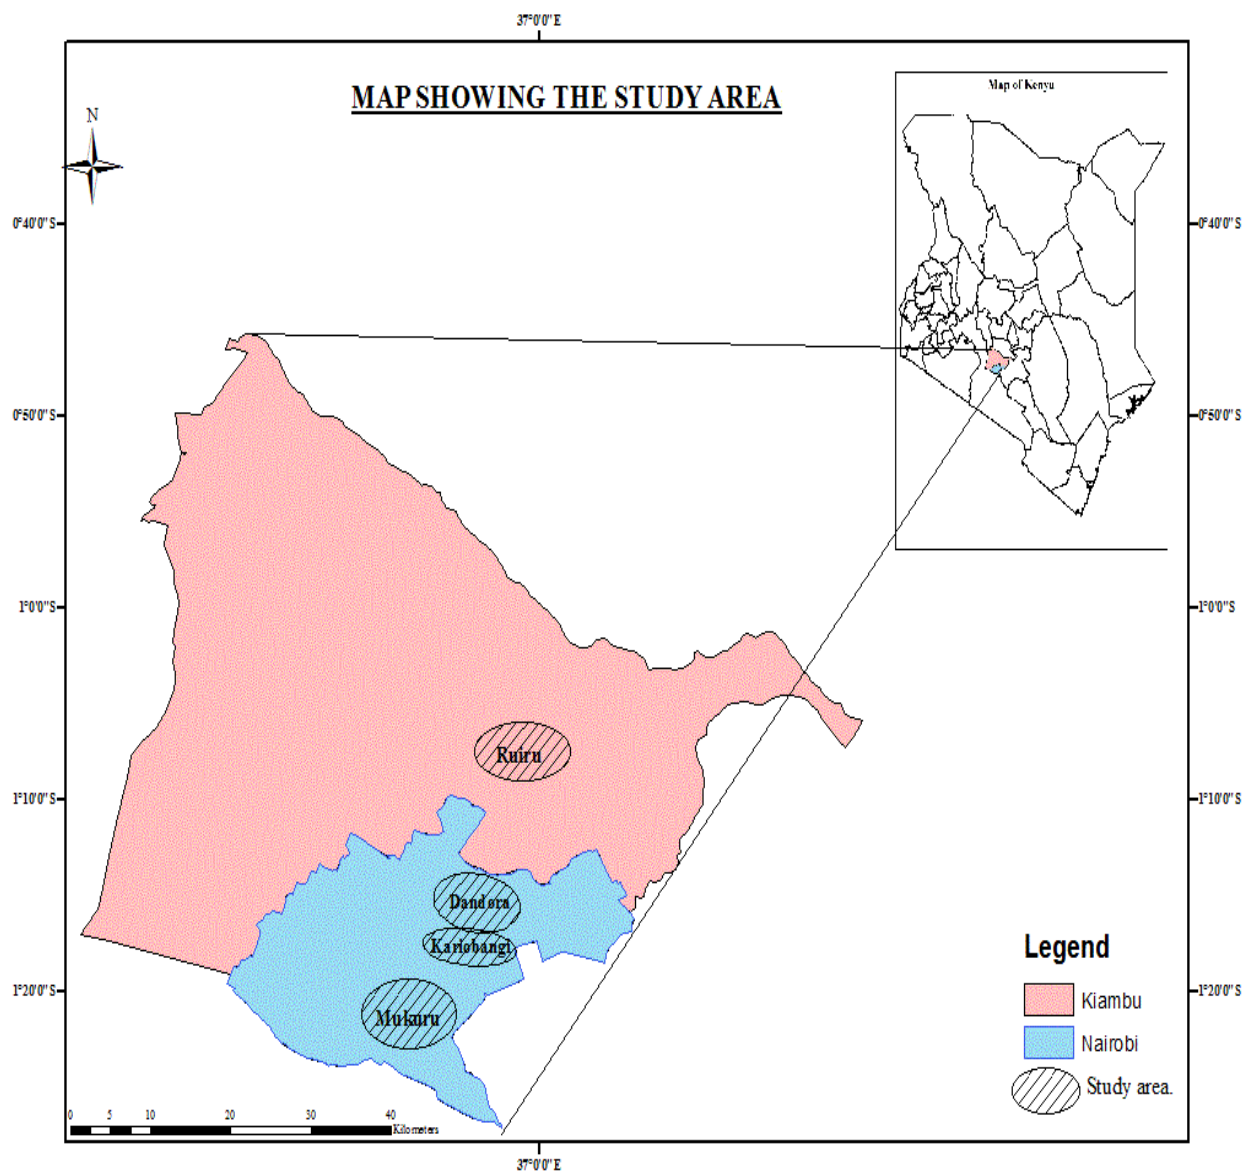 37°0'0"E
MAP SHOWING THE STUDY AREA
Map of Kenya
N
0°40'0"S
0°40'0"S
0°50'0"S
0°50'0"S
1°0'0"S
1°0'0"S
Ruiru
1°10'0"S
1°10'0"S
Dandora
Kariobangi
Legend
1°20'0"S
1°20'0"S
Kiambu
Mukuru
Nairobi
Study area.
0 5 10 20 30 40
Kilometers
37°0'0"E